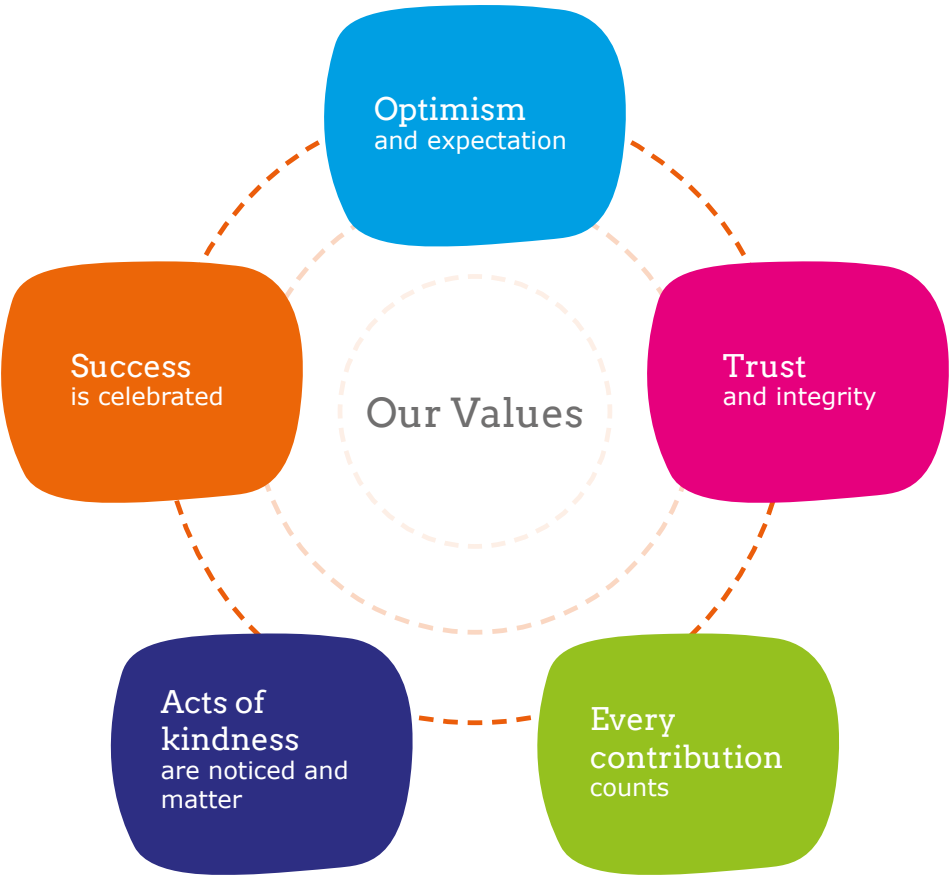 Optimism
and expectation
Success
is celebrated
Trust
and integrity
Our Values
Acts of
kindness
are noticed and
matter
Every
contribution
counts